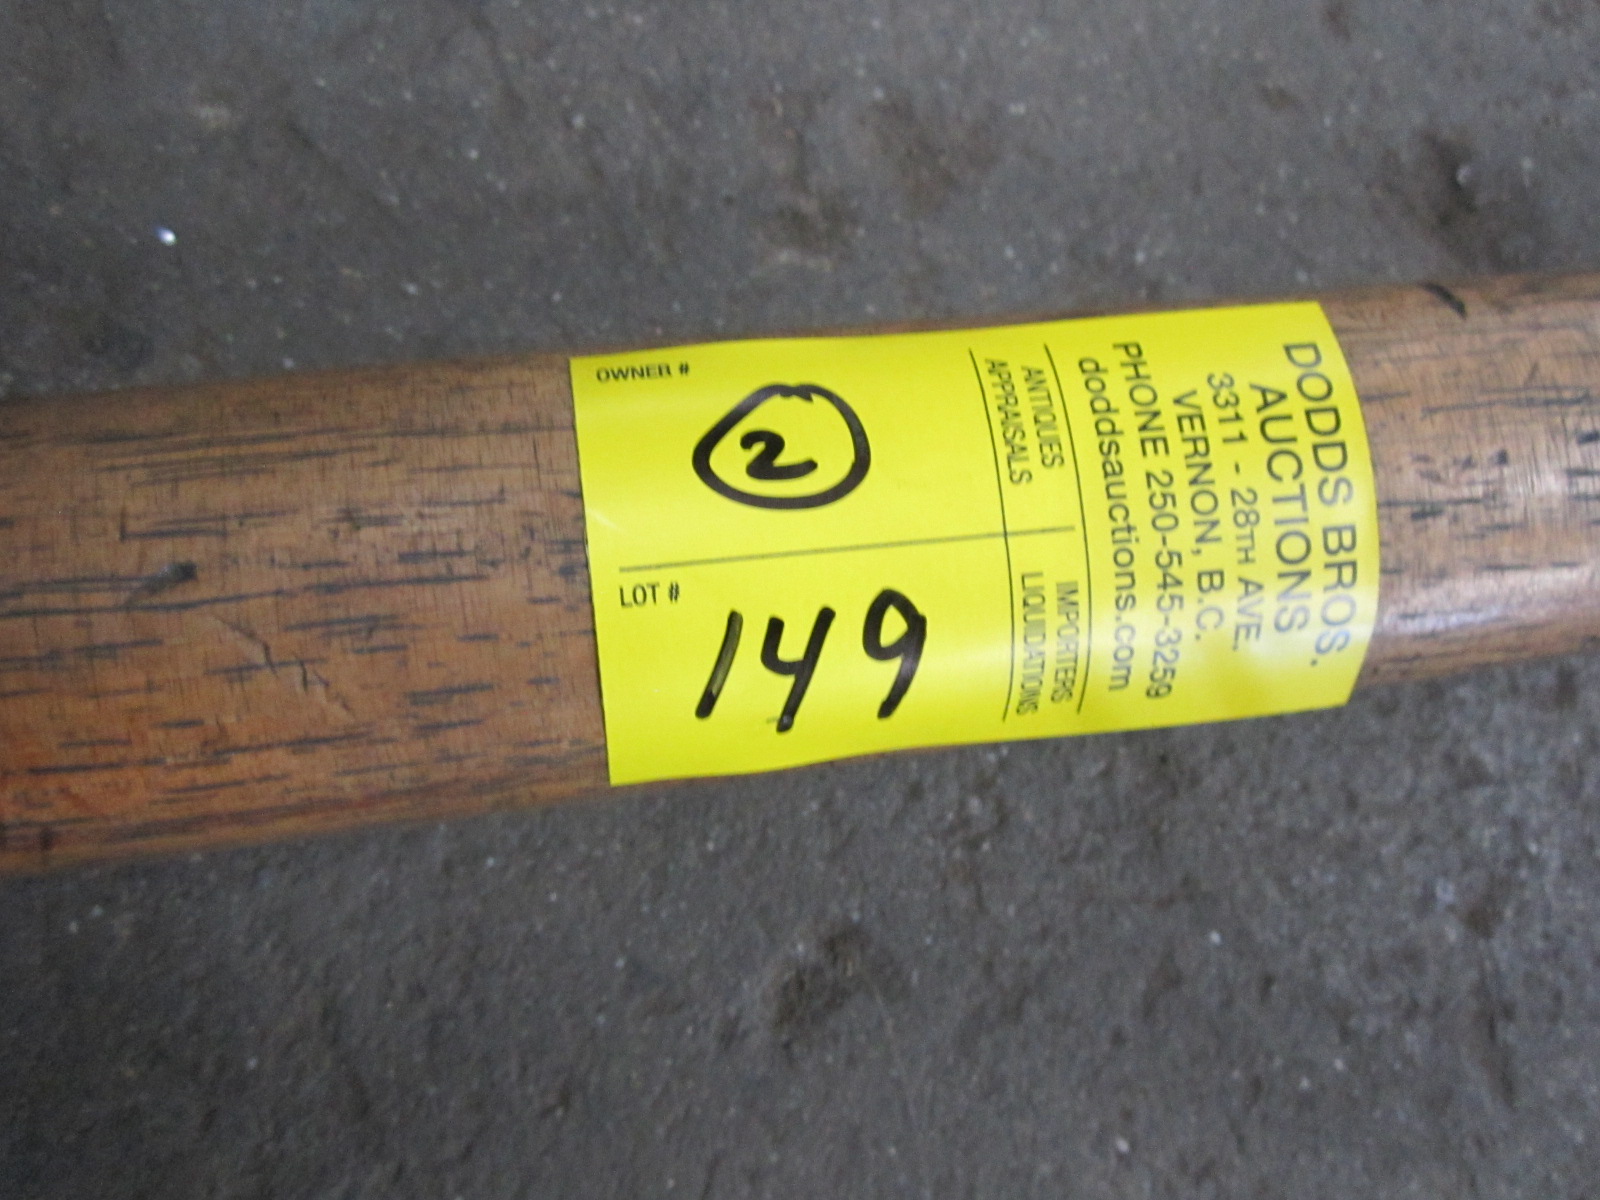 DODDS BROS.
AUCTIONS
3311 - 28TH AVE.
VERNON, B.C.
PHONE 250-545-3259
doddsauctions.com
ANTIQUES IMPORTERS
APPRAISALS LIQUIDATIONS
OWNER #
2
LOT #
149